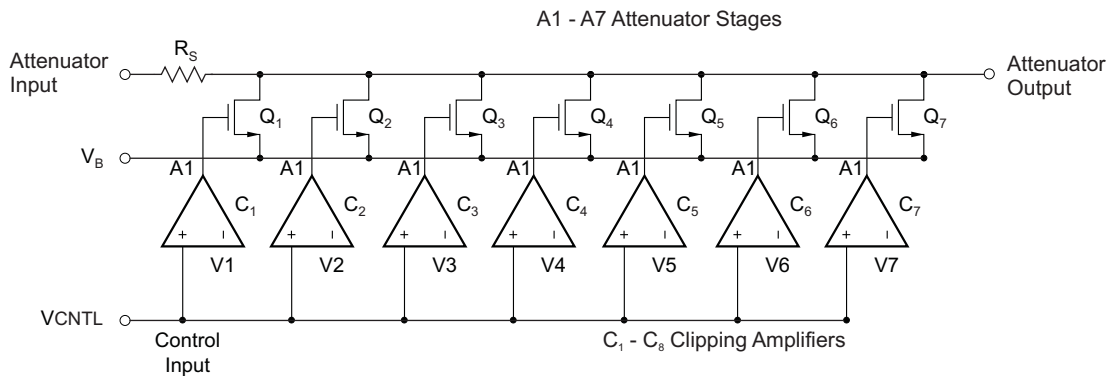 A1 - A7 Attenuator Stages
Attenuator
Input
R_S
Attenuator
Output
Q₁ Q₂ Q₃ Q₄ Q₅ Q₆ Q₇
V_B
A1 A1 A1 A1 A1 A1 A1
C₁ C₂ C₃ C₄ C₅ C₆ C₇
+ - + - + - + - + - + - + -
V1 V2 V3 V4 V5 V6 V7
VCNTL
Control
Input
C₁ - C₈ Clipping Amplifiers